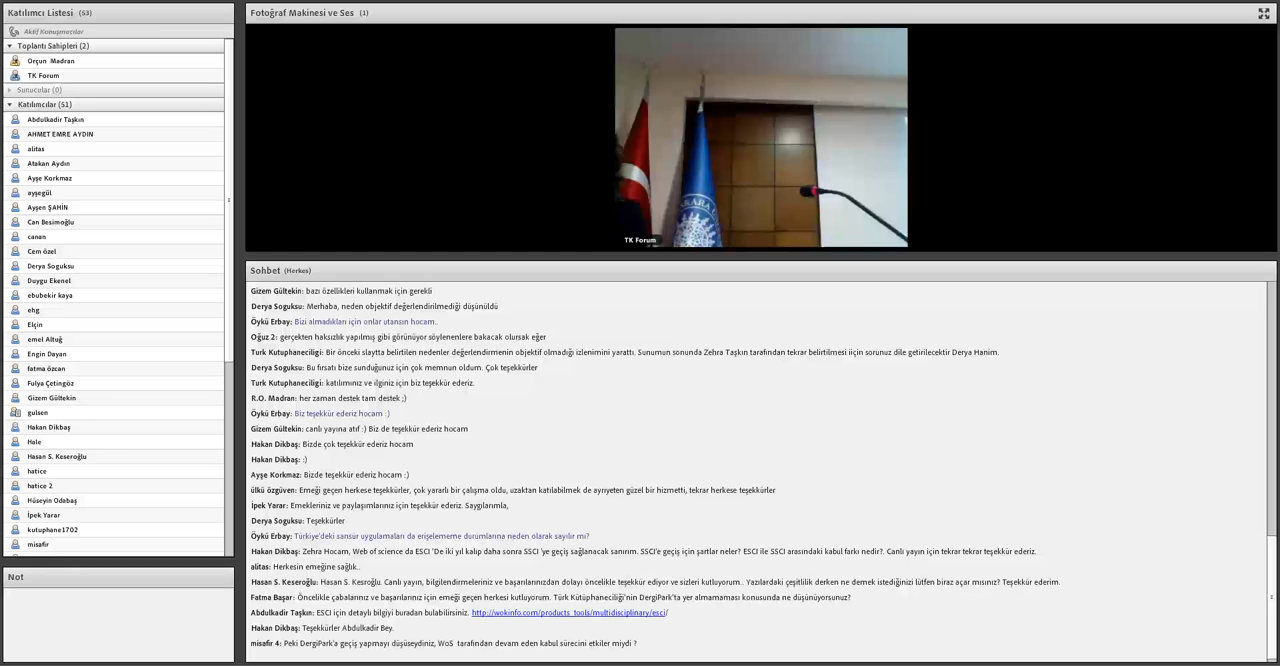 Katılımcı Listesi (53)
Aktif Konuşmacılar
Toplantı Sahipleri (2)
Orçun Madran
TK Forum
Sunucular (0)
Katılımcılar (51)
Abdulkadir Taşkın
AHMET EMRE AYDIN
alitas
Atakan Aydın
Ayşe Korkmaz
ayşegül
Ayşen ŞAHİN
Can Besimoğlu
canan
Cem özel
Derya Soguksu
Duygu Ekenel
ebubekir kaya
ehg
Elçin
emel Altuğ
Engin Dayan
fatma özcan
Fulya Çetingöz
Gizem Gültekin
gulsen
Hakan Dikbaş
Hale
Hasan S. Keseroğlu
hatice
hatice 2
Hüseyin Odabaş
İpek Yarar
kutuphane1702
misafir
Not
Fotoğraf Makinesi ve Ses (1)
TK Forum
Sohbet (Herkes)
Gizem Gültekin: bazı özellikleri kullanmak için gerekli
Derya Soguksu: Merhaba, neden objektif değerlendirilmediği düşünüldü
Öykü Erbay: Bizi almadıkları için onlar utansın hocam..
Oğuz 2: gerçekten haksızlık yapılmış gibi görünüyor söylenenlere bakacak olursak eğer
Turk Kutuphaneciligi: Bir önceki slaytta belirtilen nedenler değerlendirmenin objektif olmadığı izlenimini yarattı. Sunumun sonunda Zehra Taşkın tarafından tekrar belirtilmesi iiçin sorunuz dile getirilecektir Derya Hanim.
Derya Soguksu: Bu fırsatı bize sunduğunuz için çok memnun oldum. Çok teşekkürler
Turk Kutuphaneciligi: katılımınız ve ilginiz için biz teşekkür ederiz.
R.O. Madran: her zaman destek tam destek ;)
Öykü Erbay: Biz teşekkür ederiz hocam :)
Gizem Gültekin: canlı yayına atıf :) Biz de teşekkür ederiz hocam
Hakan Dikbaş: Bizde çok teşekkür ederiz hocam
Hakan Dikbaş: :)
Ayşe Korkmaz: Bizde teşekkür ederiz hocam :)
ülkü özgüven: Emeği geçen herkese teşekkürler, çok yararlı bir çalışma oldu, uzaktan katılabilmek de ayrıyeten güzel bir hizmetti, tekrar herkese teşekkürler
İpek Yarar: Emekleriniz ve paylaşımlarınız için teşekkür ederiz. Saygılarımla,
Derya Soguksu: Teşekkürler
Öykü Erbay: Türkiye'deki sansür uygulamaları da erişelememe durumlarına neden olarak sayılır mı?
Hakan Dikbaş: Zehra Hocam, Web of science da ESCI 'De iki yıl kalıp daha sonra SSCI 'ye geçiş sağlanacak sanırım. SSCI'e geçiş için şartlar neler? ESCI ile SSCI arasındaki kabul farkı nedir?. Canlı yayın için tekrar tekrar teşekkür ederiz.
alitas: Herkesin emeğine sağlık..
Hasan S. Keseroğlu: Hasan S. Kesroğlu. Canlı yayın, bilgilendirmeleriniz ve başarılarınızdan dolayı öncelikle teşekkür ediyor ve sizleri kutluyorum.. Yazılardaki çeşitlilik derken ne demek istediğinizi lütfen biraz açar mısınız? Teşekkür ederim.
Fatma Başar: Öncelikle çabalarınız ve başarılarınız için emeği geçen herkesi kutluyorum. Türk Kütüphaneciliği'nin DergiPark'ta yer almaması konusunda ne düşünüyorsunuz?
Abdulkadir Taşkın: ESCI için detaylı bilgiyi buradan bulabilirsiniz. http://wokinfo.com/products_tools/multidisciplinary/esci/
Hakan Dikbaş: Teşekkürler Abdulkadir Bey.
misafir 4: Peki DergiPark'a geçiş yapmayı düşüseydiniz, WoS tarafından devam eden kabul sürecini etkiler miydi ?